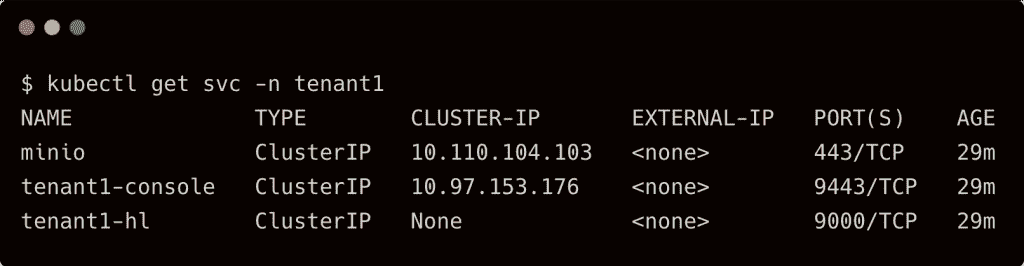 $ kubectl get svc -n tenant1
NAME TYPE CLUSTER-IP EXTERNAL-IP PORT(S) AGE
minio ClusterIP 10.110.104.103 <none> 443/TCP 29m
tenant1-console ClusterIP 10.97.153.176 <none> 9443/TCP 29m
tenant1-hl ClusterIP None <none> 9000/TCP 29m